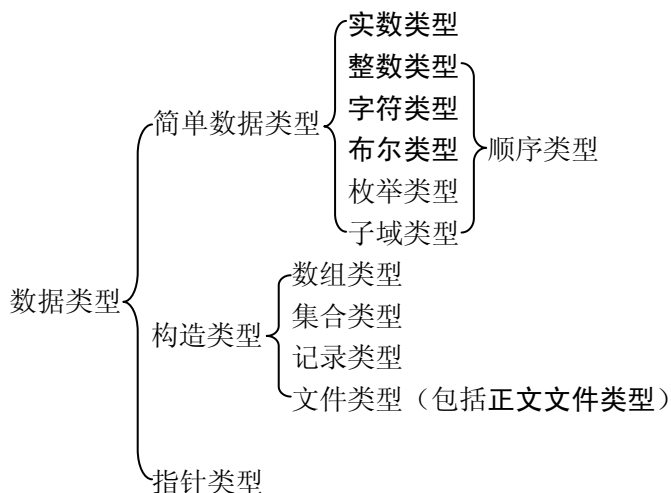 实数类型
整数类型
字符类型
简单数据类型
布尔类型
顺序类型
枚举类型
子域类型
数组类型
数据类型
集合类型
构造类型
记录类型
文件类型（包括正文文件类型）
指针类型